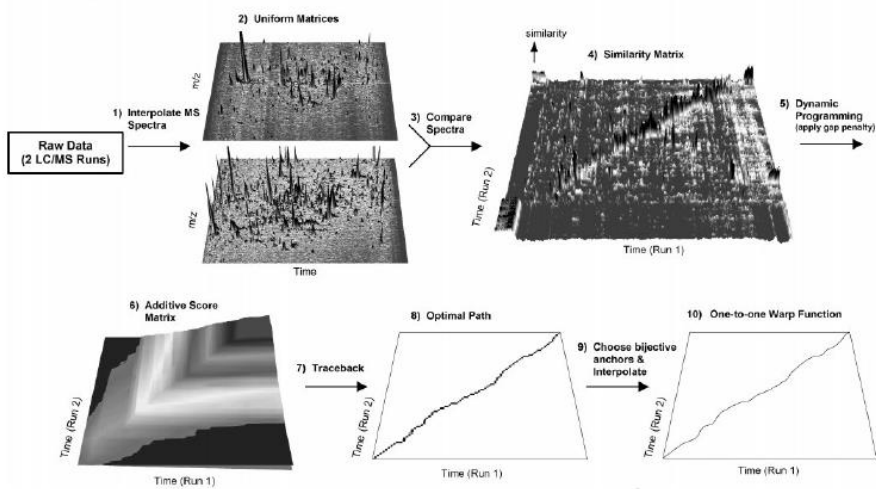 2) Uniform Matrices
m/z
1) Interpolate MS
Spectra
Raw Data
(2 LC/MS Runs)
m/z
Time
3) Compare
Spectra
similarity
4) Similarity Matrix
Time (Run 2)
Time (Run 1)
5) Dynamic
Programming
(apply gap penalty)
6) Additive Score
Matrix
Time (Run 2)
Time (Run 1)
7) Traceback
8) Optimal Path
Time (Run 2)
Time (Run 1)
9) Choose bijective
anchors &
Interpolate
10) One-to-one Warp Function
Time (Run 2)
Time (Run 1)